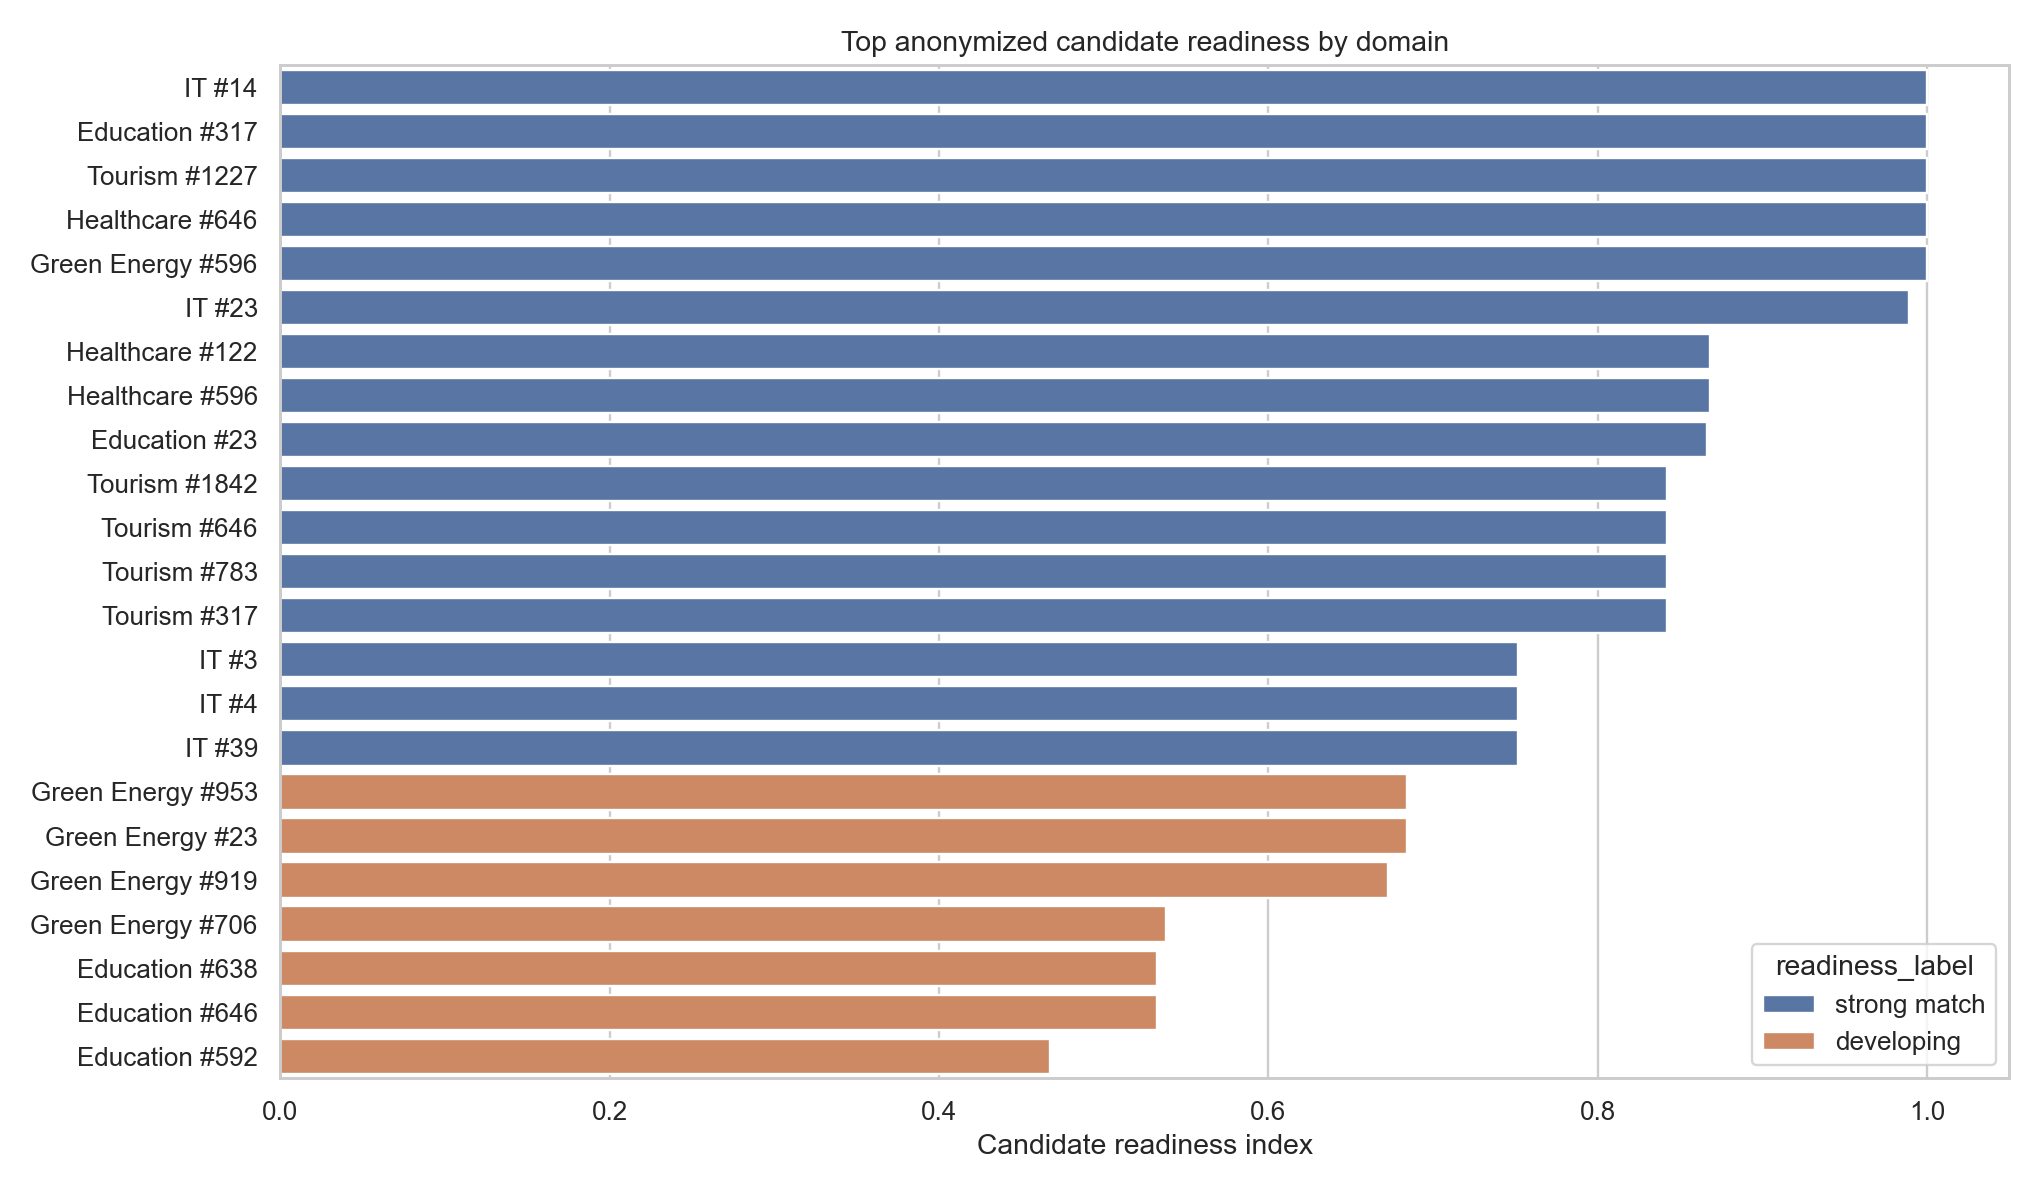 Top anonymized candidate readiness by domain
IT #14
Education #317
Tourism #1227
Healthcare #646
Green Energy #596
IT #23
Healthcare #122
Healthcare #596
Education #23
Tourism #1842
Tourism #646
Tourism #783
Tourism #317
IT #3
IT #4
IT #39
Green Energy #953
Green Energy #23
Green Energy #919
Green Energy #706
Education #638
Education #646
Education #592
readiness_label
strong match
developing
0.0 0.2 0.4 0.6 0.8 1.0
Candidate readiness index